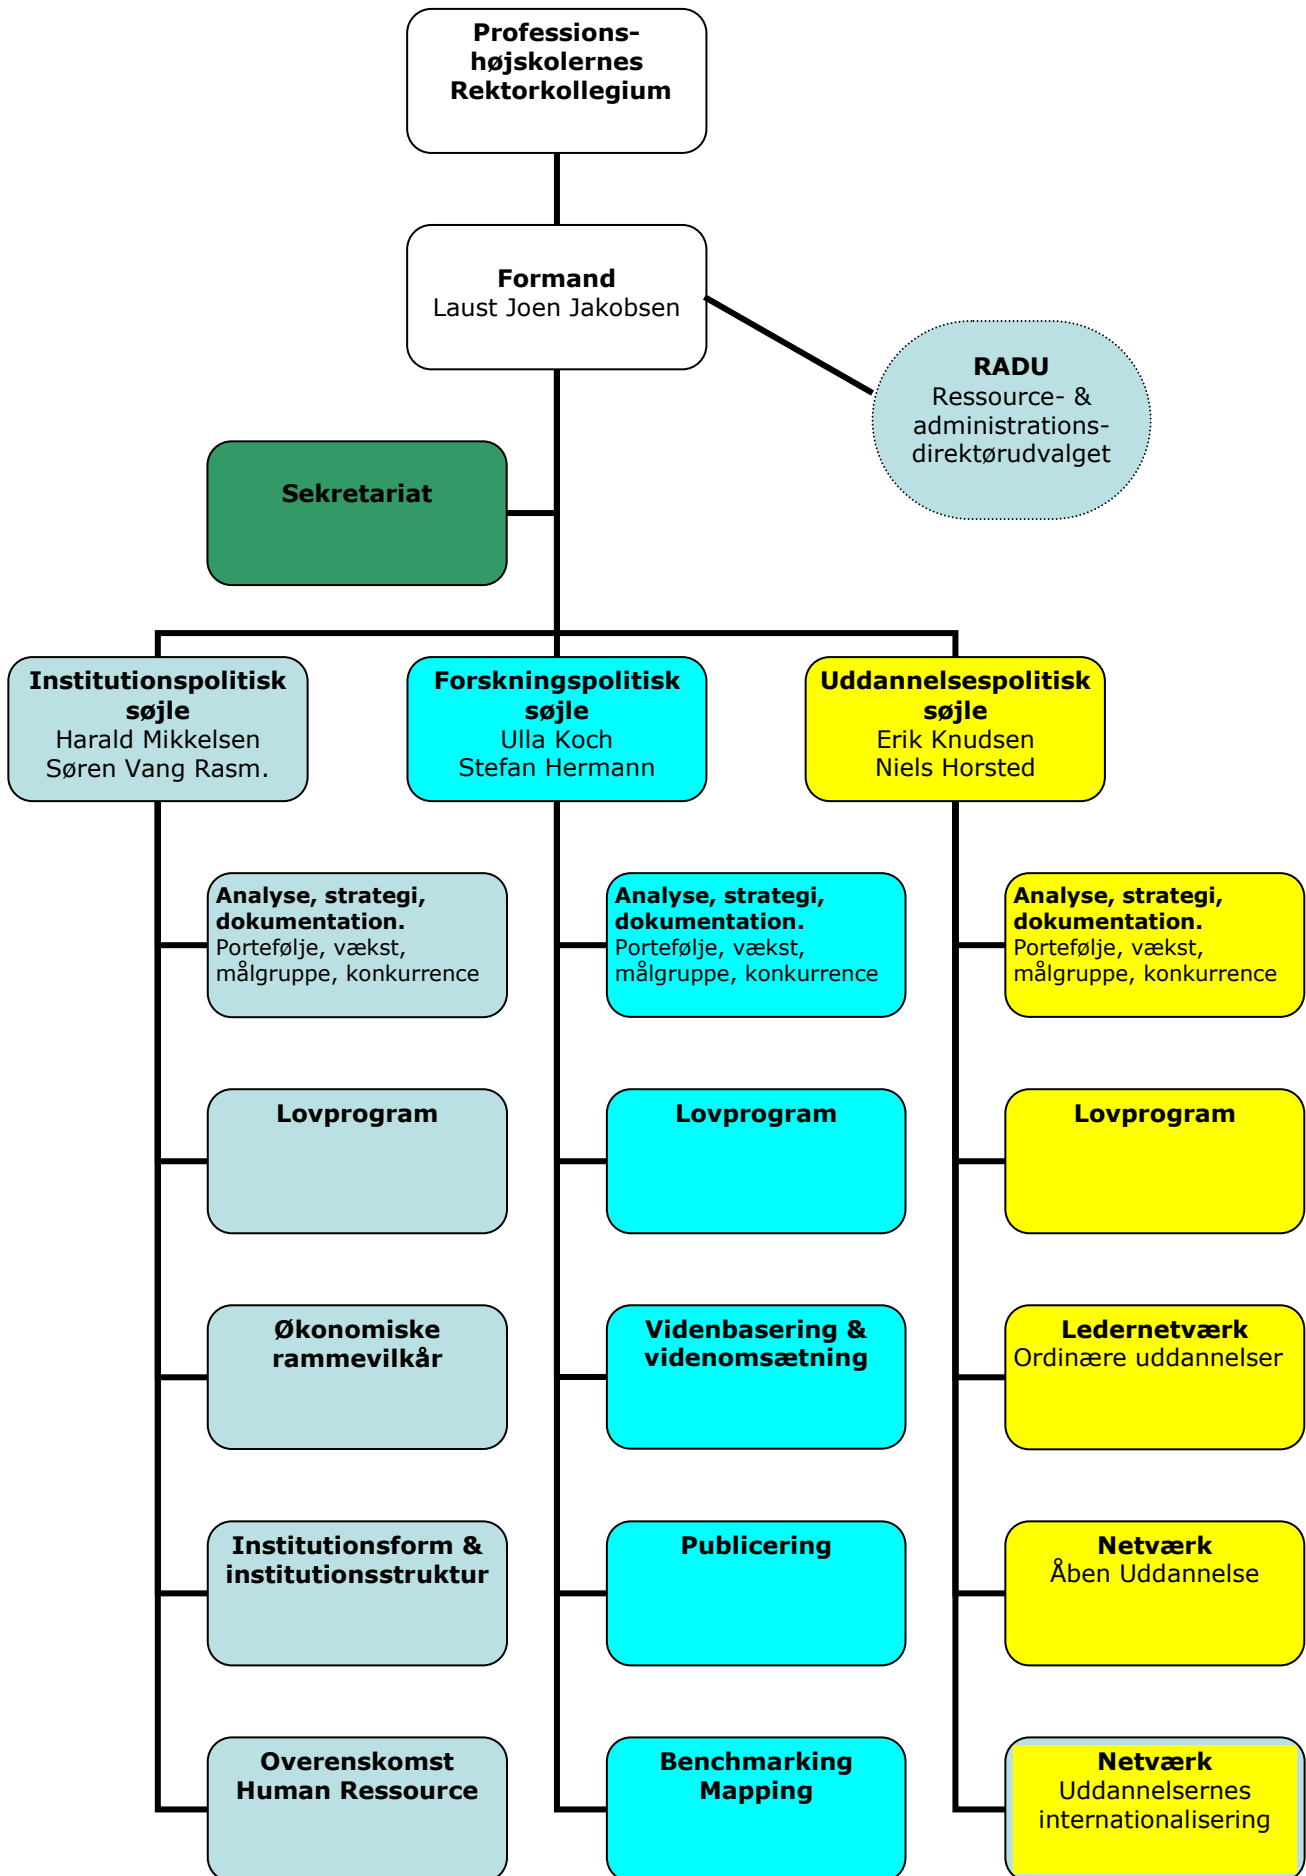 Professions-
højskolernes
Rektorkollegium
Formand
Laust Joen Jakobsen
RADU
Ressource- &
administrations-
direktørudvalget
Sekretariat
Institutionspolitisk
søjle
Harald Mikkelsen
Søren Vang Rasm.
Forskningspolitisk
søjle
Ulla Koch
Stefan Hermann
Uddannelsespolitisk
søjle
Erik Knudsen
Niels Horsted
Analyse, strategi,
dokumentation.
Portefølje, vækst,
målgruppe, konkurrence
Analyse, strategi,
dokumentation.
Portefølje, vækst,
målgruppe, konkurrence
Analyse, strategi,
dokumentation.
Portefølje, vækst,
målgruppe, konkurrence
Lovprogram
Lovprogram
Lovprogram
Økonomiske
rammevilkår
Videnbasering &
videnomsætning
Ledernetværk
Ordinære uddannelser
Institutionsform &
institutionsstruktur
Publicering
Netværk
Åben Uddannelse
Overenskomst
Human Ressource
Benchmarking
Mapping
Netværk
Uddannelsernes
internationalisering